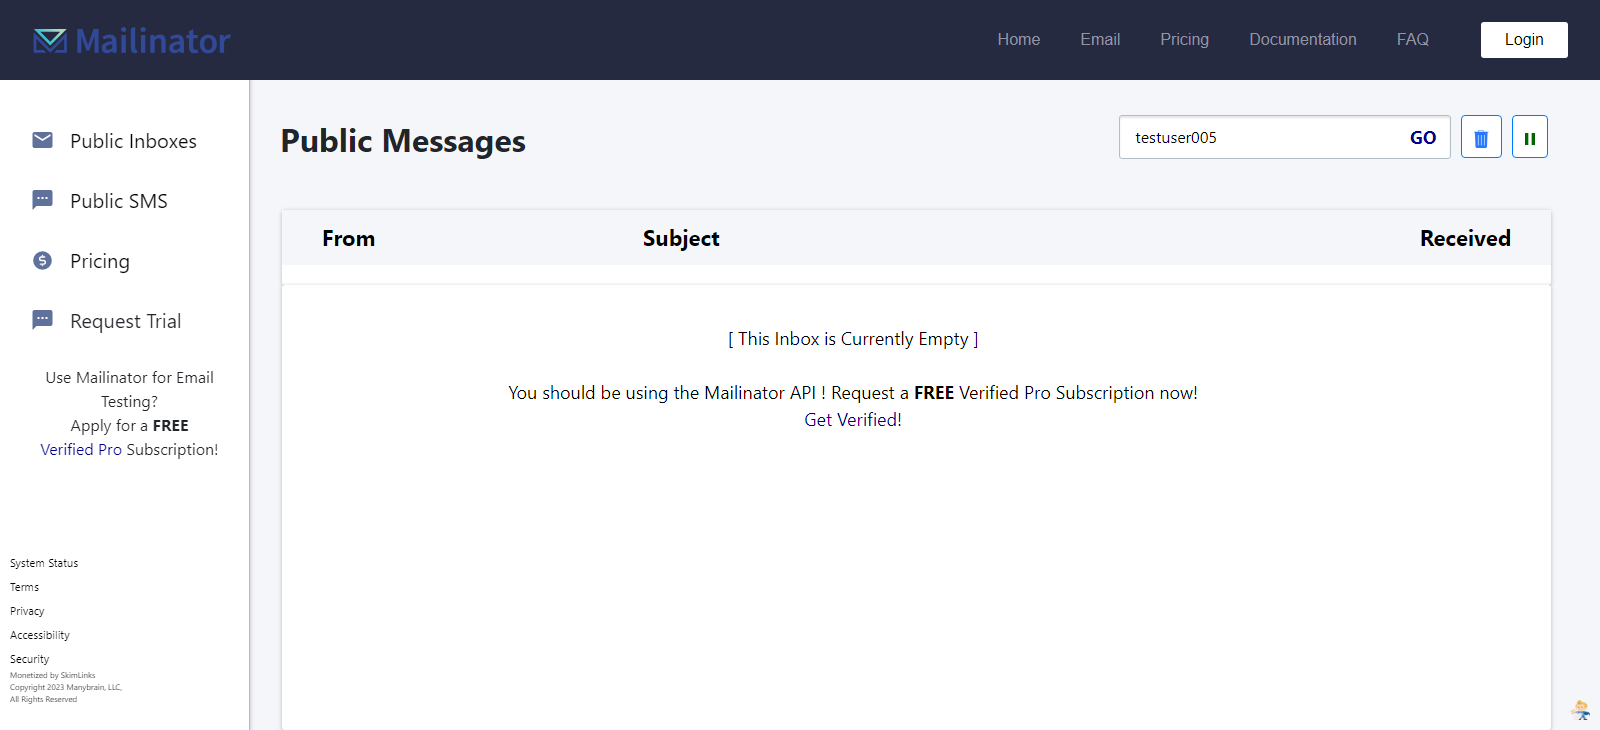 Mailinator
Home Email Pricing Documentation FAQ Login
Public Inboxes
Public SMS
Pricing
Request Trial
Use Mailinator for Email
Testing?
Apply for a FREE
Verified Pro Subscription!
System Status
Terms
Privacy
Accessibility
Security
Monetized by SkimLinks
Copyright 2023 Manybrain, LLC,
All Rights Reserved
Public Messages
testuser005 GO
From Subject Received
[ This Inbox is Currently Empty ]
You should be using the Mailinator API ! Request a FREE Verified Pro Subscription now!
Get Verified!